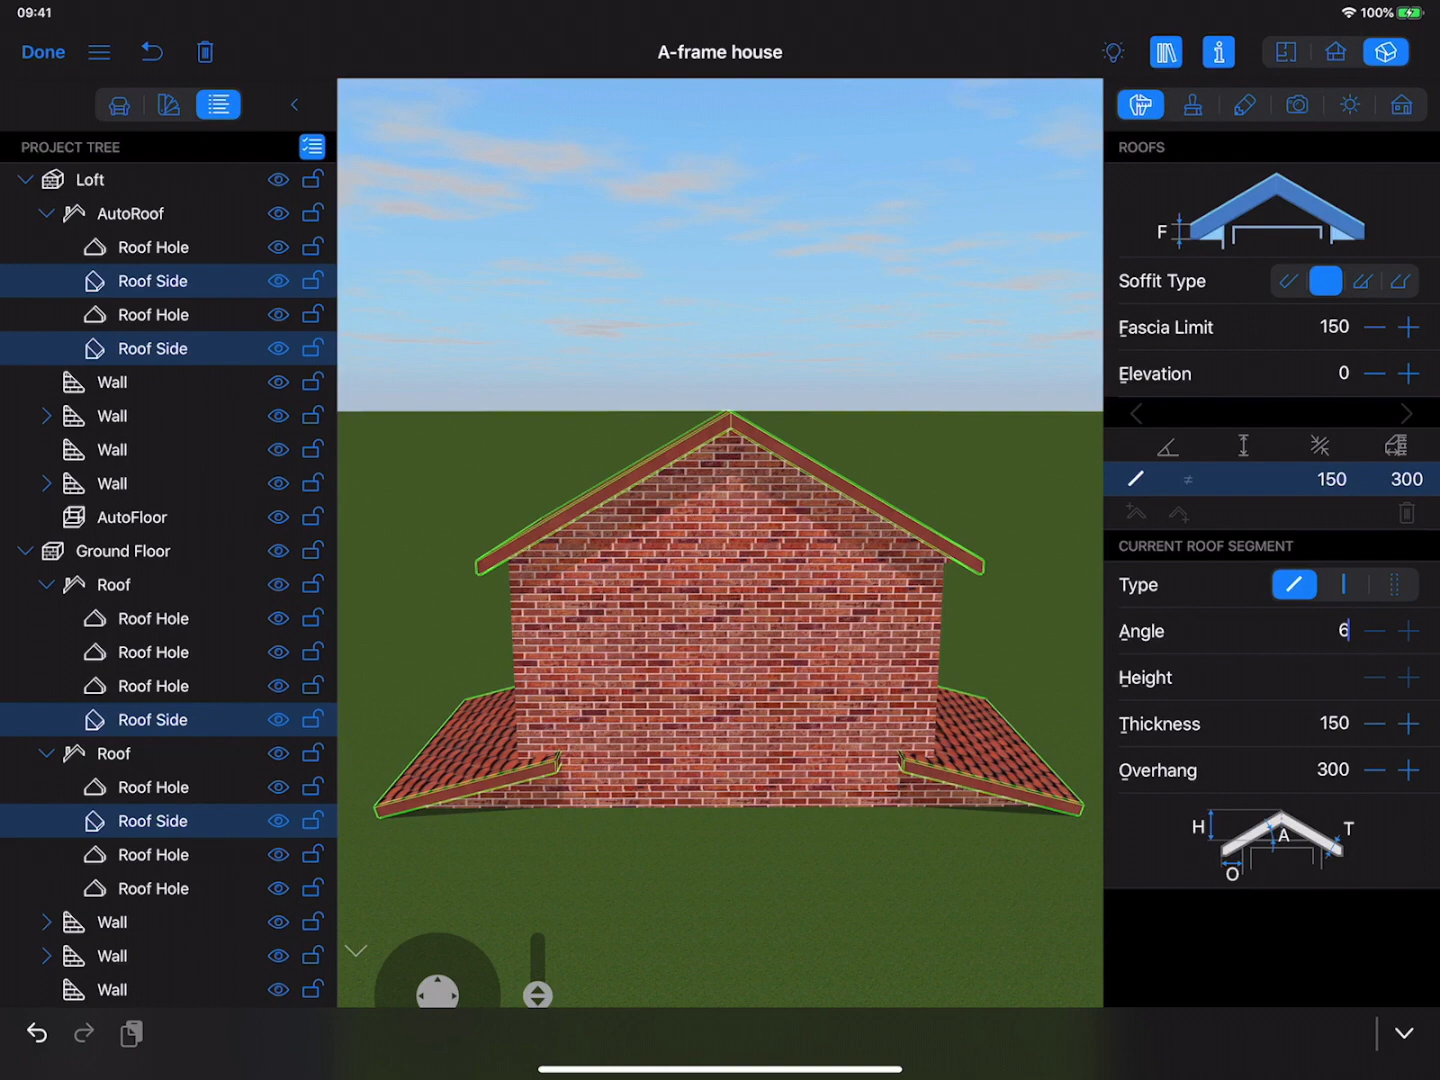 09:41
100%
Done
A-frame house
PROJECT TREE
Loft
AutoRoof
Roof Hole
Roof Side
Roof Hole
Roof Side
Wall
Wall
Wall
Wall
AutoFloor
Ground Floor
Roof
Roof Hole
Roof Hole
Roof Hole
Roof Side
Roof
Roof Hole
Roof Side
Roof Hole
Roof Hole
Wall
Wall
Wall
ROOFS
F
Soffit Type
Fascia Limit 150
Elevation 0
≠ 150 300
CURRENT ROOF SEGMENT
Type
Angle 6
Height
Thickness 150
Overhang 300
H A T
O